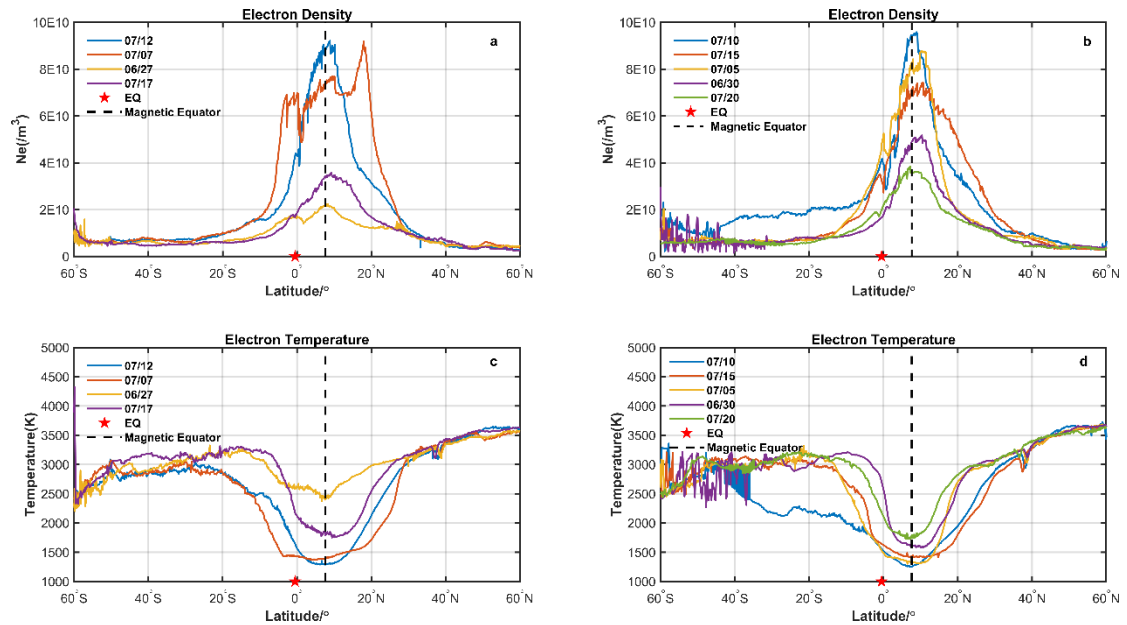 Electron Density
a
07/12
07/07
06/27
07/17
EQ
Magnetic Equator
10E10
8E10
6E10
4E10
2E10
0
Ne(/m³)
60°S 40°S 20°S 0° 20°N 40°N 60°N
Latitude/°
Electron Density
b
07/10
07/15
07/05
06/30
07/20
EQ
Magnetic Equator
10E10
8E10
6E10
4E10
2E10
0
Ne(/m³)
60°S 40°S 20°S 0° 20°N 40°N 60°N
Latitude/°
Electron Temperature
c
07/12
07/07
06/27
07/17
EQ
Magnetic Equator
5000
4500
4000
3500
3000
2500
2000
1500
1000
Temperature(K)
60°S 40°S 20°S 0° 20°N 40°N 60°N
Latitude/°
Electron Temperature
d
07/10
07/15
07/05
06/30
07/20
EQ
Magnetic Equator
5000
4500
4000
3500
3000
2500
2000
1500
1000
Temperature(K)
60°S 40°S 20°S 0° 20°N 40°N 60°N
Latitude/°